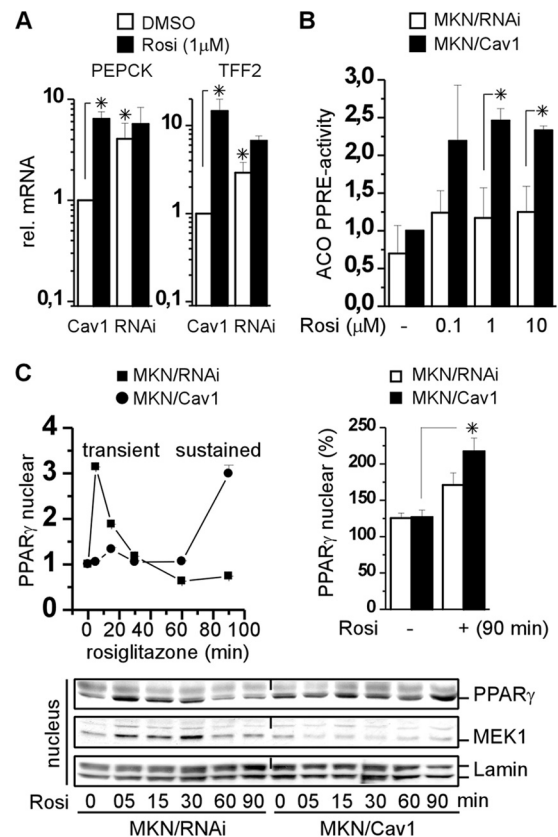 A
DMSO
Rosi (1μM)
PEPCK
TFF2
rel. mRNA
10
1
0,1
10
1
0,1
*
*
*
*
Cav1 RNAi
Cav1 RNAi
B
MKN/RNAi
MKN/Cav1
ACO PPRE-activity
3,0
2,5
2,0
1,5
1,0
0,5
0,0
*
*
Rosi (μM) - 0.1 1 10
C
MKN/RNAi
MKN/Cav1
PPARγ nuclear
4
3
2
1
0
transient sustained
0 20 40 60 80 100
rosiglitazone (min)
MKN/RNAi
MKN/Cav1
PPARγ nuclear (%)
250
200
150
100
50
0
*
Rosi - + (90 min)
nucleus
PPARγ
MEK1
Lamin
Rosi 0 05 15 30 60 90 0 05 15 30 60 90 min
MKN/RNAi MKN/Cav1